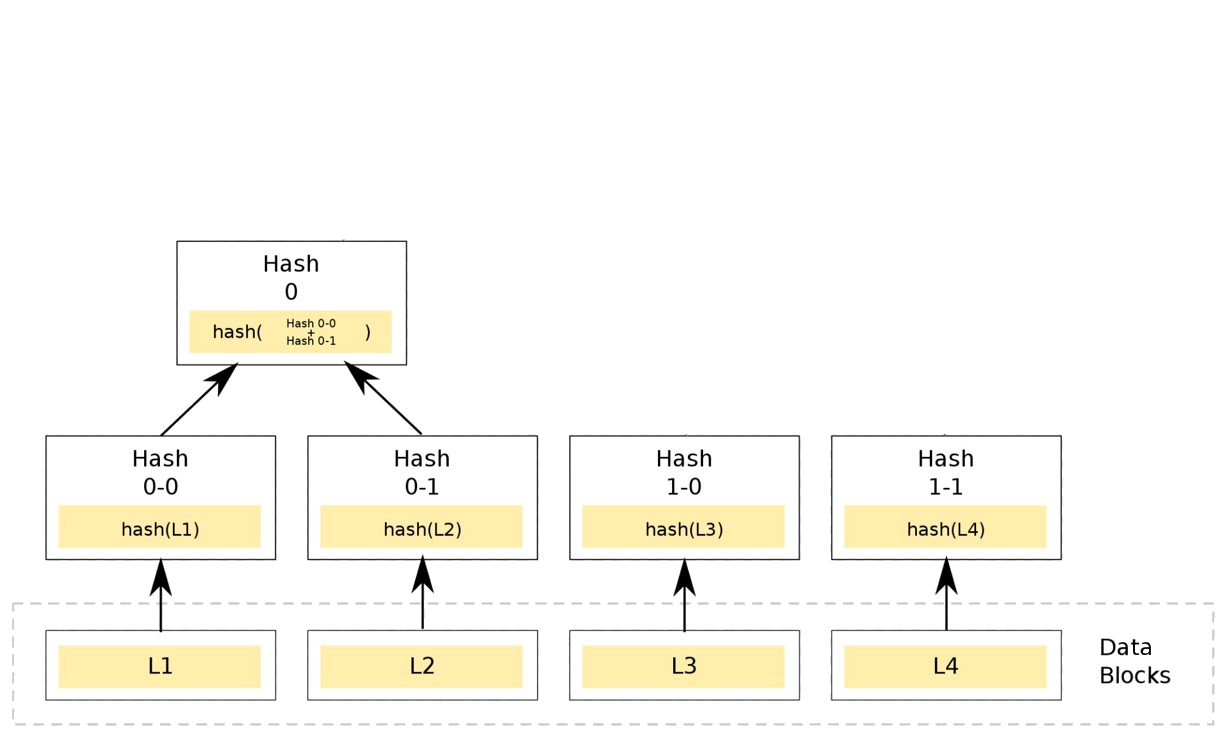 Hash
0
hash( Hash 0-0 + Hash 0-1 )
Hash
0-0
hash(L1)
Hash
0-1
hash(L2)
Hash
1-0
hash(L3)
Hash
1-1
hash(L4)
L1
L2
L3
L4
Data
Blocks